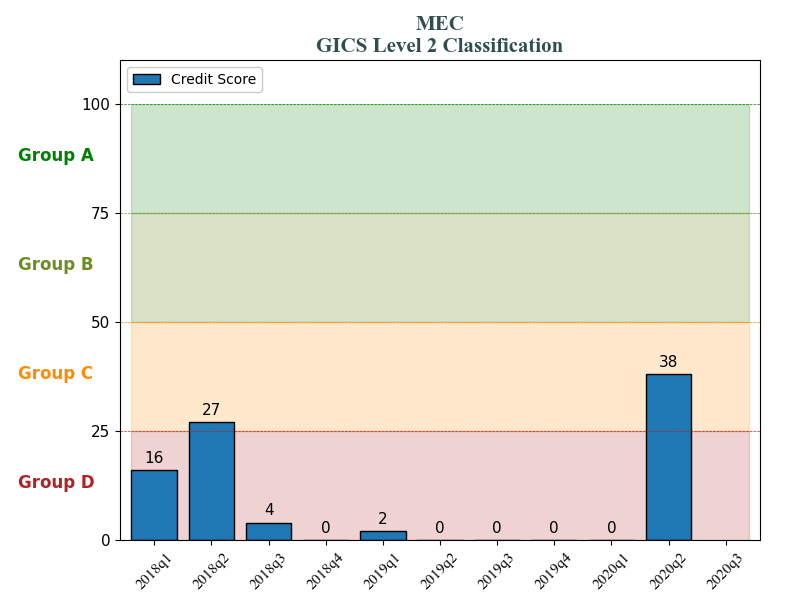 MEC
GICS Level 2 Classification
Credit Score
100
Group A
75
Group B
50
Group C
38
27
25
16
Group D
4
0
2
0
0
0
0
0
2018q1
2018q2
2018q3
2018q4
2019q1
2019q2
2019q3
2019q4
2020q1
2020q2
2020q3